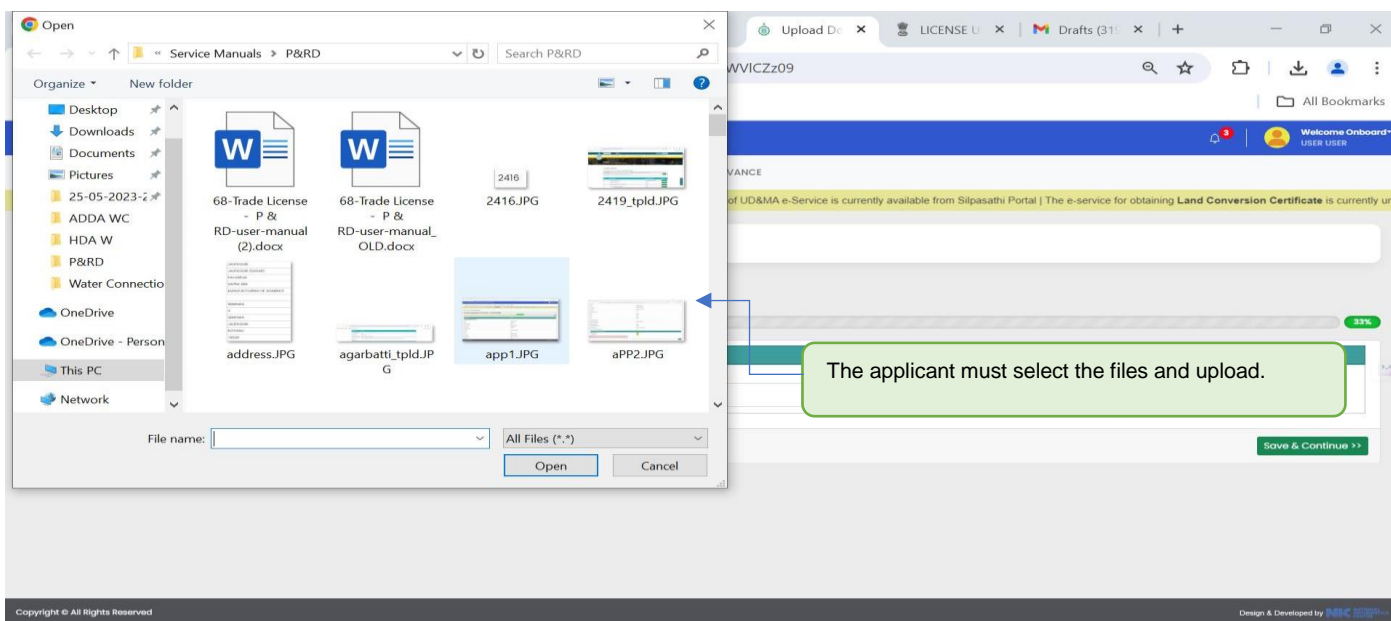 Open
Upload Do
LICENSE U
Drafts (319
« Service Manuals > P&RD
Search P&RD
WVICZz09
Organize
New folder
All Bookmarks
Desktop
Downloads
Documents
Pictures
25-05-2023-2
ADDA WC
HDA W
P&RD
Water Connectio
OneDrive
OneDrive - Person
This PC
Network
68-Trade License
- P &
RD-user-manual
(2).docx
68-Trade License
- P &
RD-user-manual_
OLD.docx
2416
2416.JPG
2419_tpld.JPG
address.JPG
agarbatti_tpld.JP
G
app1.JPG
aPP2.JPG
3
Welcome Onboard
USER USER
VANCE
of UD&MA e-Service is currently available from Silpasathi Portal | The e-service for obtaining Land Conversion Certificate is currently ur
33%
The applicant must select the files and upload.
File name:
All Files (*.*)
Open
Cancel
Save & Continue >>
Copyright © All Rights Reserved
Design & Developed by NIC